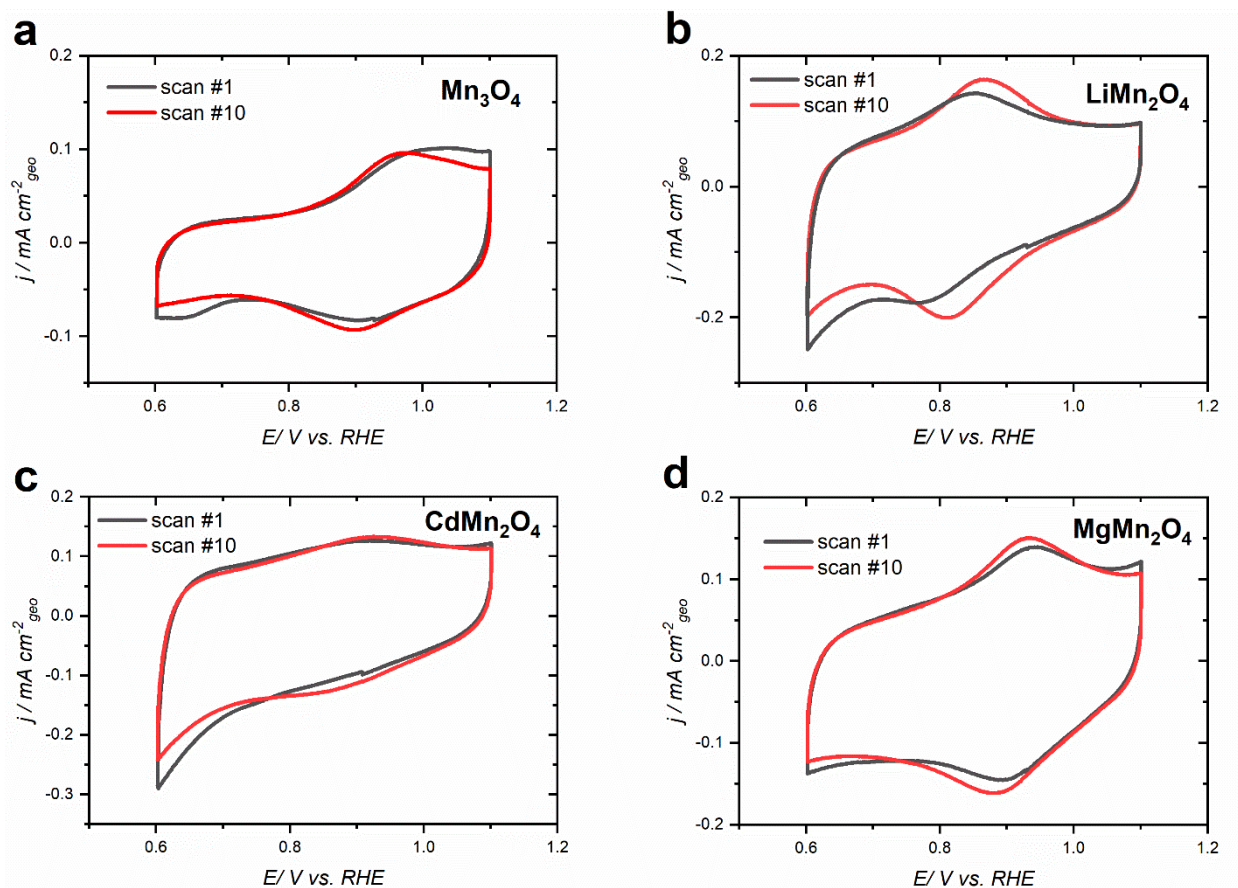 a
0.2
0.1
0.0
-0.1
scan #1
scan #10
Mn₃O₄
j / mA cm⁻²geo
0.6 0.8 1.0 1.2
E/ V vs. RHE
b
0.2
0.0
-0.2
scan #1
scan #10
LiMn₂O₄
j / mA cm⁻²geo
0.6 0.8 1.0 1.2
E/ V vs. RHE
c
0.2
0.1
0.0
-0.1
-0.2
-0.3
scan #1
scan #10
CdMn₂O₄
j / mA cm⁻²geo
0.6 0.8 1.0 1.2
E/ V vs. RHE
d
0.2
0.1
0.0
-0.1
-0.2
scan #1
scan #10
MgMn₂O₄
j / mA cm⁻²geo
0.6 0.8 1.0 1.2
E/ V vs. RHE